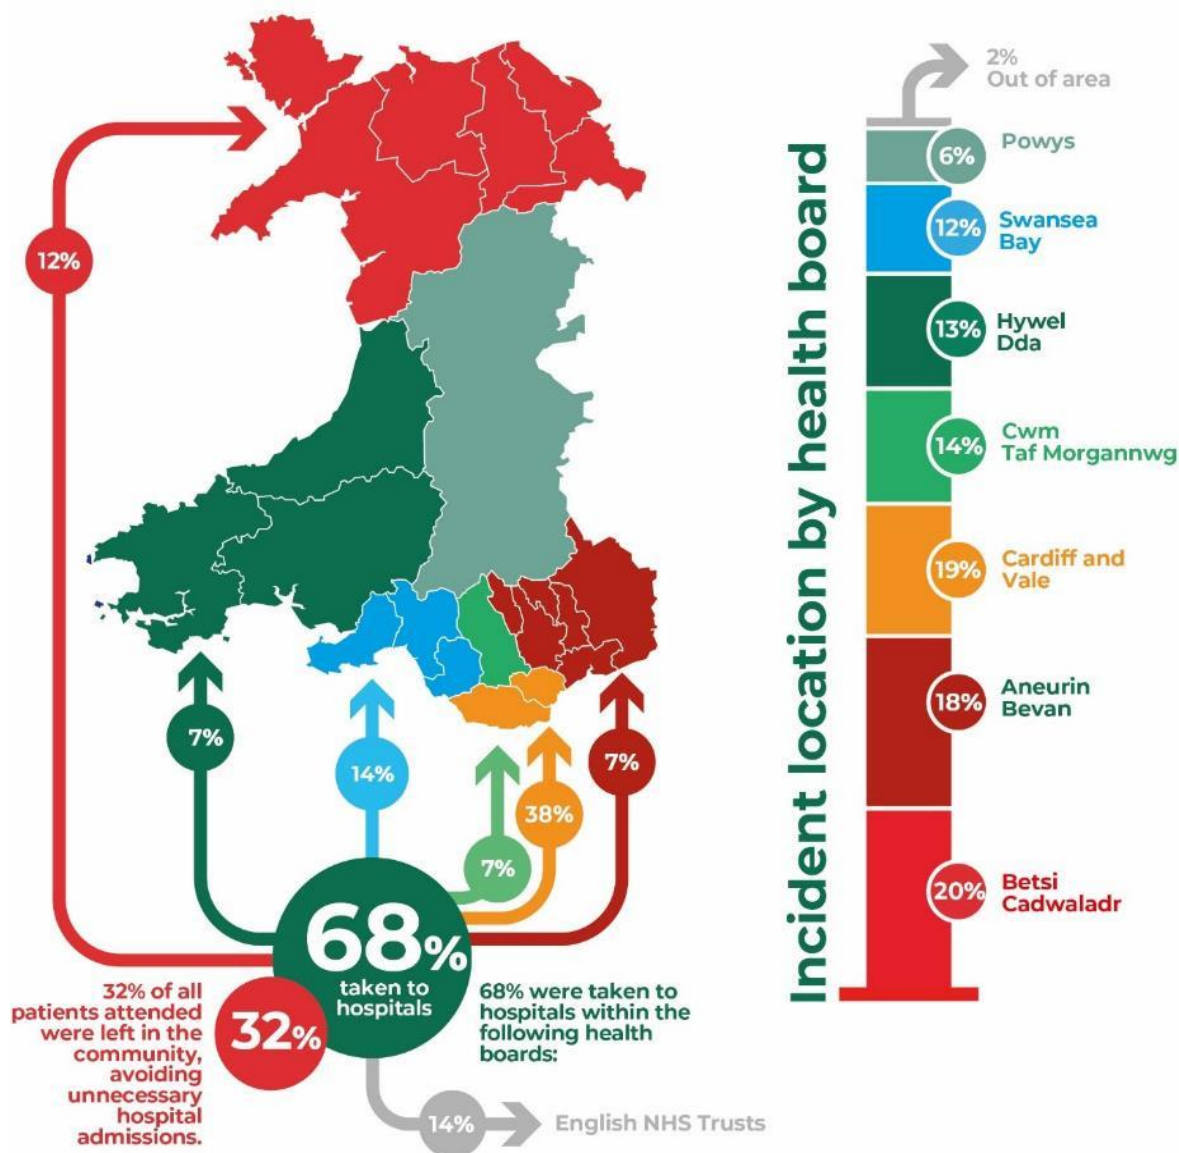 2%
Out of area
Powys
6%
Swansea
Bay
12%
Hywel
Dda
13%
Cwm
Taf Morgannwg
14%
Cardiff and
Vale
19%
Aneurin
Bevan
18%
Betsi
Cadwaladr
20%
Incident location by health board
12%
7%
14%
7%
38%
7%
68%
taken to
hospitals
32%
32% of all
patients attended
were left in the
community,
avoiding
unnecessary
hospital
admissions.
68% were taken to
hospitals within the
following health
boards:
14%
English NHS Trusts